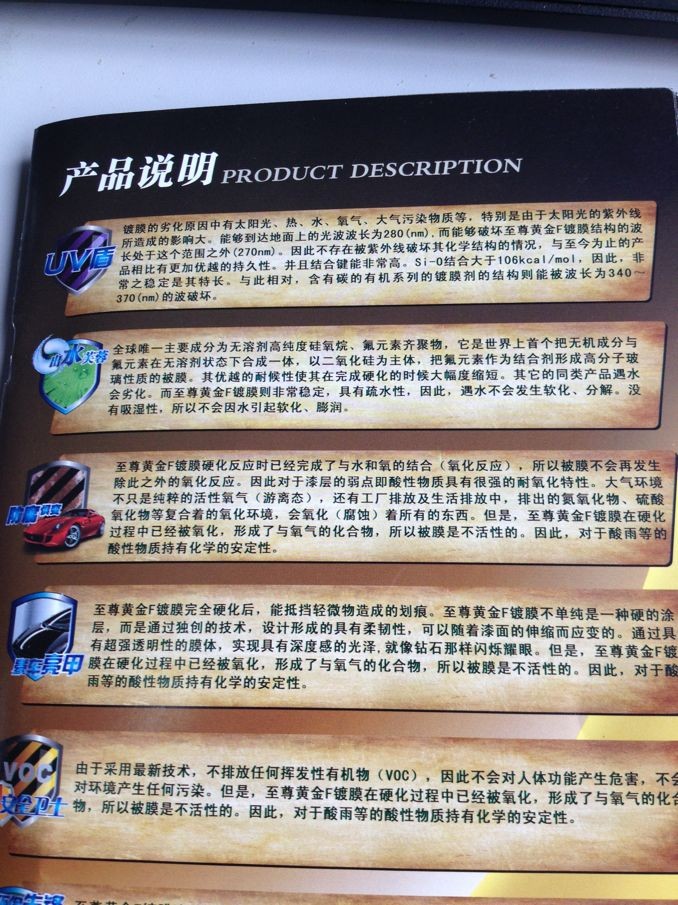 产品说明 PRODUCT DESCRIPTION
UV盾
镀膜的劣化原因中有太阳光、热、水、氧气、大气污染物质等，特别是由于太阳光的紫外线
所造成的影响大。能够到达地面上的光波波长为280(nm).而能够破坏至尊黄金F镀膜结构的波
长处于这个范围之外(270nm)。因此不存在被紫外线破坏其化学结构的情况，与至今为止的产
品相比有更加优越的持久性。并且结合键能非常高。Si-O结合大于106kcal/mol，因此，非
常之稳定是其特长。与此相对，含有碳的有机系列的镀膜剂的结构则能被波长为340～
370(nm)的波破坏。
出水芙蓉
全球唯一主要成分为无溶剂高纯度硅氧烷、氟元素齐聚物，它是世界上首个把无机成分与
氟元素在无溶剂状态下合成一体，以二氧化硅为主体，把氟元素作为结合剂形成高分子玻
璃性质的被膜。其优越的耐候性使其在完成硬化的时候大幅度缩短。其它的同类产品遇水
会劣化。而至尊黄金F镀膜则非常稳定，具有疏水性，因此，遇水不会发生软化、分解。没
有吸湿性，所以不会因水引起软化、膨润。
至尊黄金F镀膜硬化反应时已经完成了与水和氧的结合（氧化反应），所以被膜不会再发生
除此之外的氧化反应。因此对于漆层的弱点即酸性物质具有很强的耐氧化特性。大气环境
不只是纯粹的活性氧气（游离态），还有工厂排放及生活排放中，排出的氮氧化物、硫酸
氧化物等复合着的氧化环境，会氧化（腐蚀）着所有的东西。但是，至尊黄金F镀膜在硬化
过程中已经被氧化，形成了与氧气的化合物，所以被膜是不活性的。因此，对于酸雨等的
酸性物质持有化学的安定性。
亮甲
至尊黄金F镀膜完全硬化后，能抵挡轻微物造成的划痕。至尊黄金F镀膜不单纯是一种硬的涂
层，而是通过独创的技术，设计形成的具有柔韧性，可以随着漆面的伸缩而应变的。通过具
有超强透明性的膜体，实现具有深度感的光泽,就像钻石那样闪烁耀眼。但是，至尊黄金F镀
膜在硬化过程中已经被氧化，形成了与氧气的化合物，所以被膜是不活性的。因此，对于酸
雨等的酸性物质持有化学的安定性。
VOC
安全卫士
由于采用最新技术，不排放任何挥发性有机物（VOC），因此不会对人体功能产生危害，不会
对环境产生任何污染。但是，至尊黄金F镀膜在硬化过程中已经被氧化，形成了与氧气的化合
物，所以被膜是不活性的。因此，对于酸雨等的酸性物质持有化学的安定性。